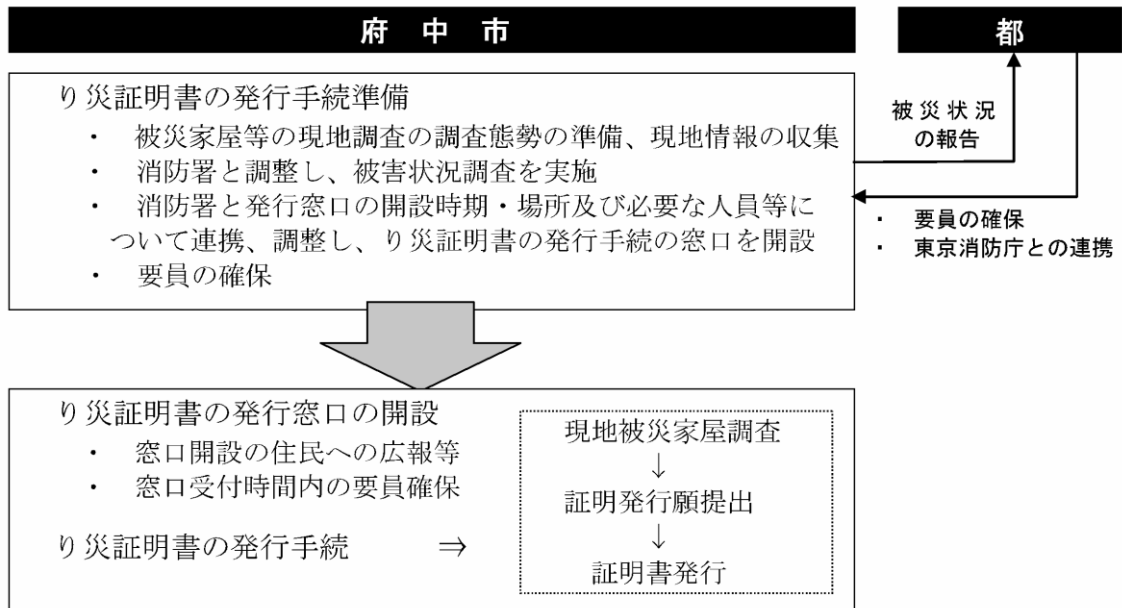 府中市
都
り災証明書の発行手続準備
・ 被災家屋等の現地調査の調査態勢の準備、現地情報の収集
・ 消防署と調整し、被害状況調査を実施
・ 消防署と発行窓口の開設時期・場所及び必要な人員等に
ついて連携、調整し、り災証明書の発行手続の窓口を開設
・ 要員の確保
被災状況
の報告
・ 要員の確保
・ 東京消防庁との連携
り災証明書の発行窓口の開設
・ 窓口開設の住民への広報等
・ 窓口受付時間内の要員確保
り災証明書の発行手続 ⇒
現地被災家屋調査
↓
証明発行願提出
↓
証明書発行